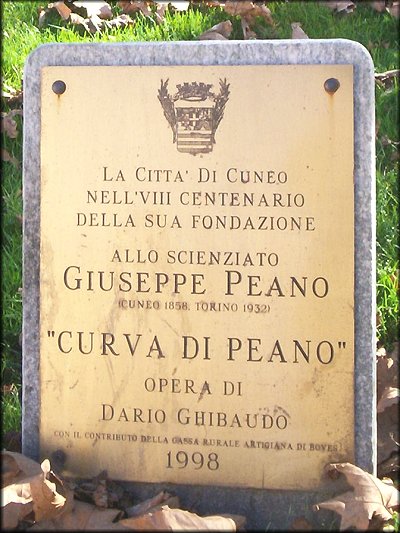 LA CITTA' DI CUNEO
NELL'VIII CENTENARIO
DELLA SUA FONDAZIONE
ALLO SCIENZIATO
GIUSEPPE PEANO
(CUNEO 1858, TORINO 1932)
"CURVA DI PEANO"
OPERA DI
DARIO GHIBAUDO
CON IL CONTRIBUTO DELLA CASSA RURALE ARTIGIANA DI BOVES
1998